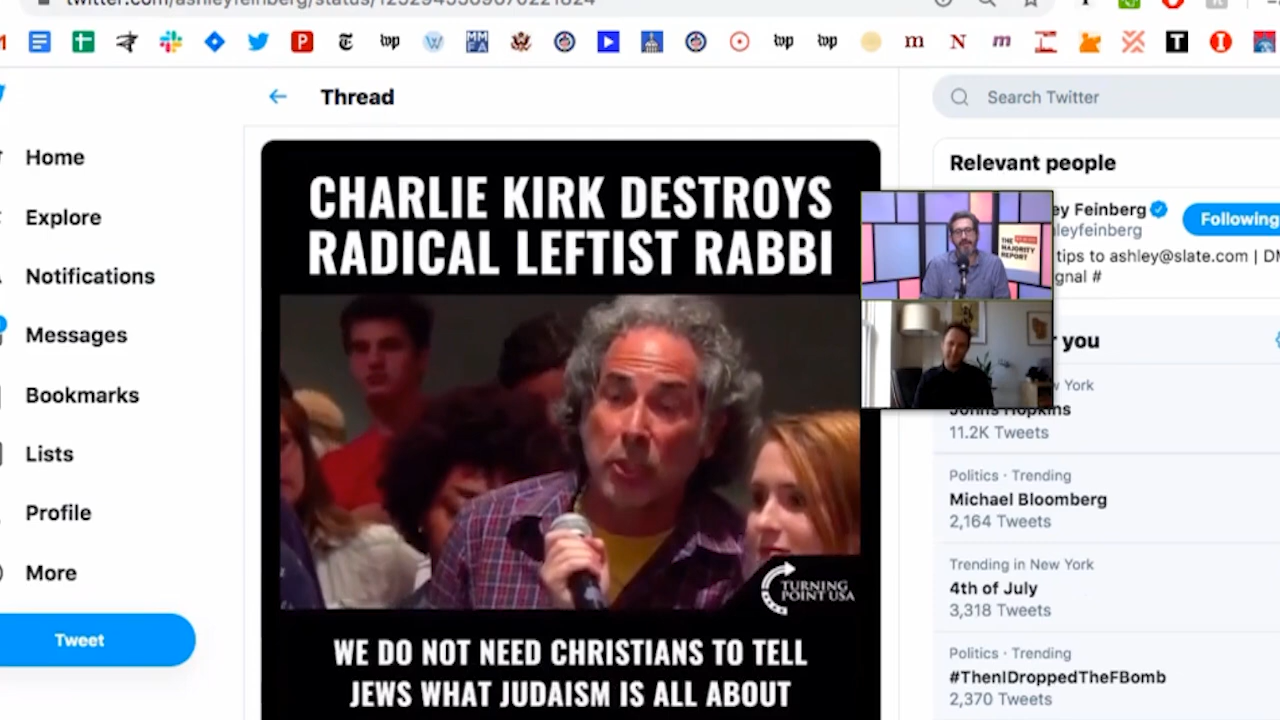 Thread
Search Twitter
Home
Explore
Notifications
Messages
Bookmarks
Lists
Profile
More
Tweet
CHARLIE KIRK DESTROYS
RADICAL LEFTIST RABBI
TURNING
POINT USA
WE DO NOT NEED CHRISTIANS TO TELL
JEWS WHAT JUDAISM IS ALL ABOUT
Relevant people
ey Feinberg
Following
leyfeinberg
tips to ashley@slate.com | DM
gnal #
THE
MAJORITY
REPORT
you
w York
Johns Hopkins
11.2K Tweets
Politics · Trending
Michael Bloomberg
2,164 Tweets
Trending in New York
4th of July
3,318 Tweets
Politics · Trending
#ThenIDroppedTheFBomb
2,370 Tweets